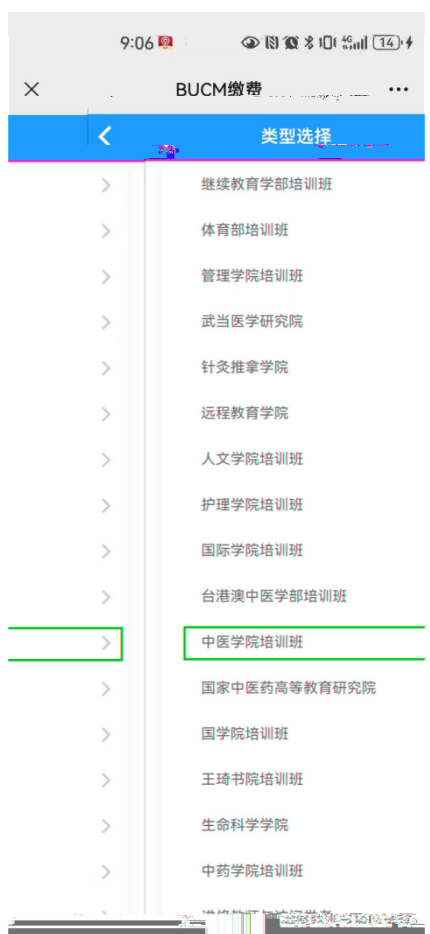 9:06 4G 14
BUCM缴费
类型选择
继续教育学部培训班
体育部培训班
管理学院培训班
武当医学研究院
针灸推拿学院
远程教育学院
人文学院培训班
护理学院培训班
国际学院培训班
台港澳中医学部培训班
中医学院培训班
国家中医药高等教育研究院
国学院培训班
王琦书院培训班
生命科学学院
中药学院培训班